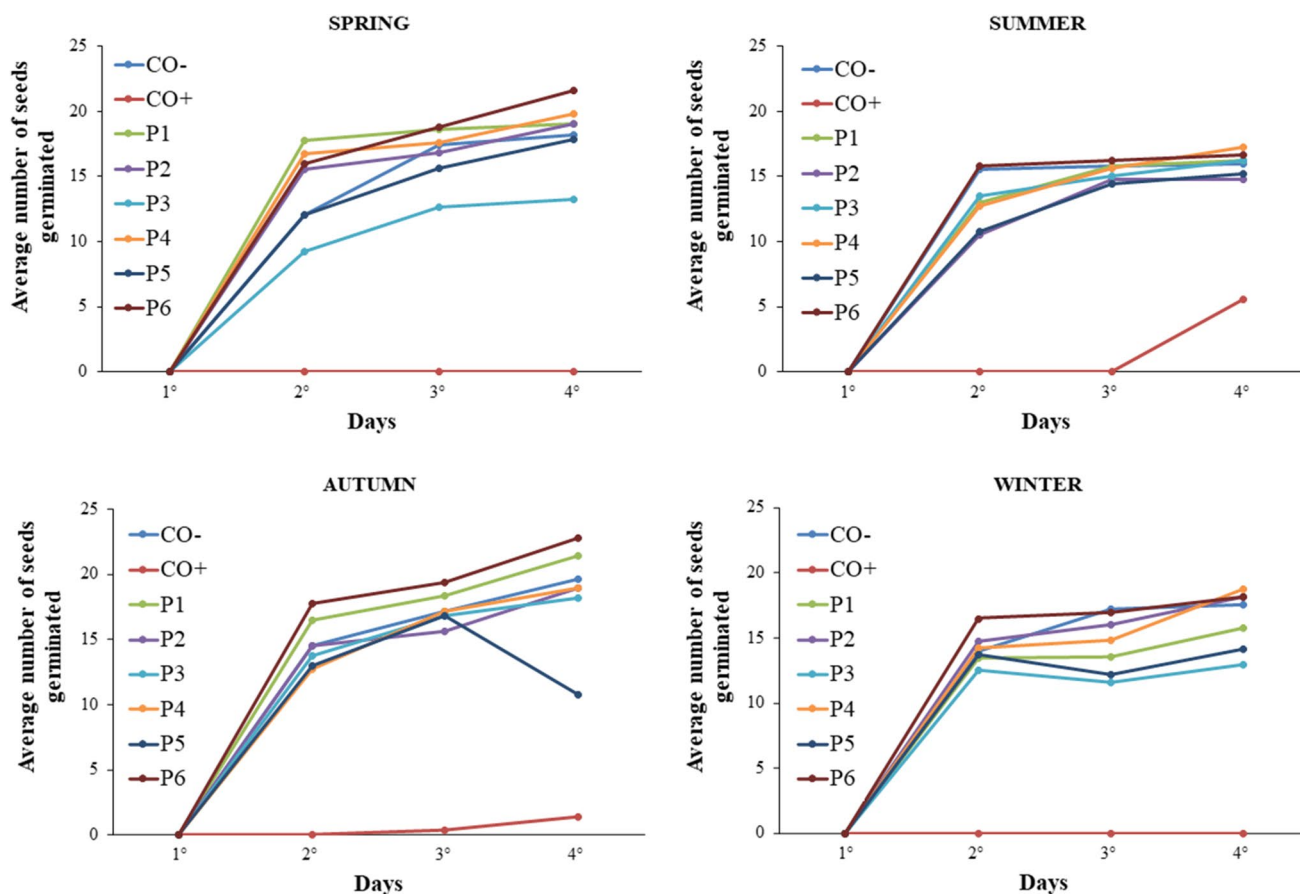 SPRING
25
20
15
10
5
0
Average number of seeds
germinated
CO-
CO+
P1
P2
P3
P4
P5
P6
1°
2°
3°
4°
Days
SUMMER
25
20
15
10
5
0
Average number of seeds
germinated
CO-
CO+
P1
P2
P3
P4
P5
P6
1°
2°
3°
4°
Days
AUTUMN
25
20
15
10
5
0
Average number of seeds
germinated
CO-
CO+
P1
P2
P3
P4
P5
P6
1°
2°
3°
4°
Days
WINTER
25
20
15
10
5
0
Average number of seeds
germinated
CO-
CO+
P1
P2
P3
P4
P5
P6
1°
2°
3°
4°
Days